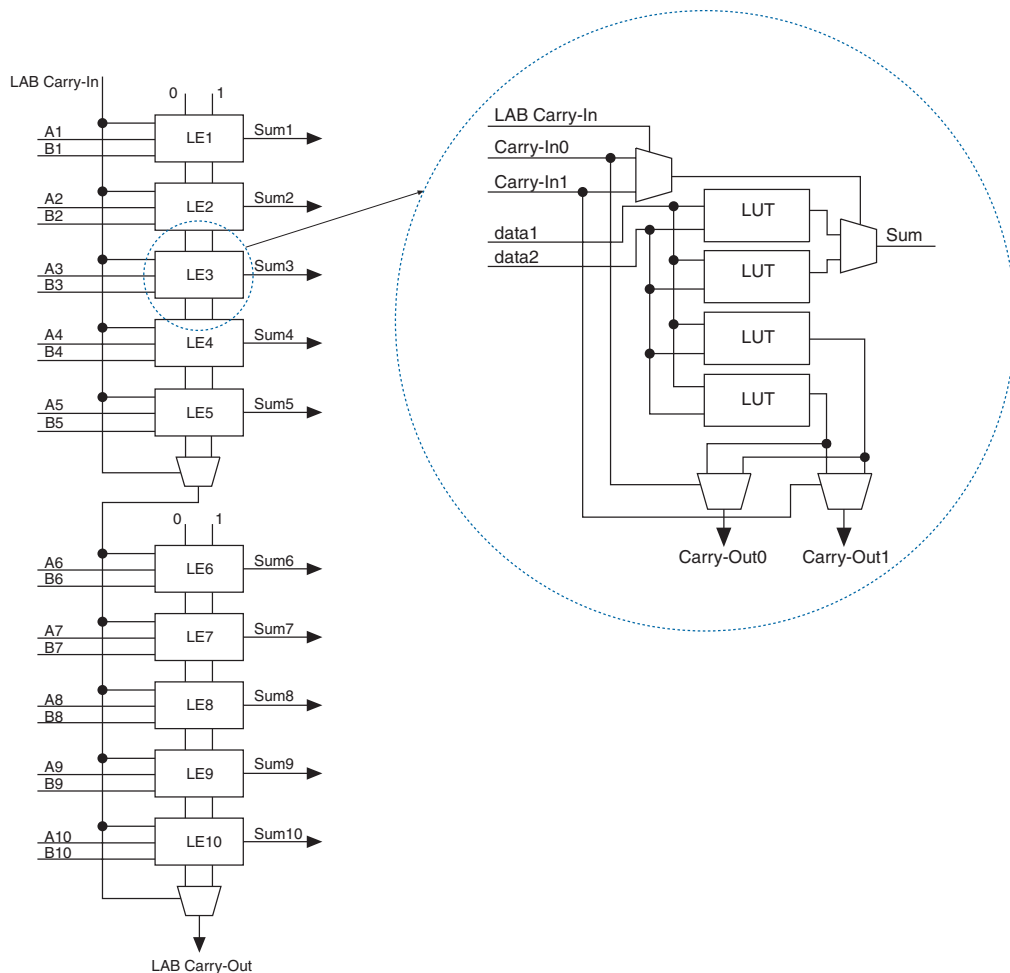 LAB Carry-In
0 1
A1
B1
LE1
Sum1
A2
B2
LE2
Sum2
A3
B3
LE3
Sum3
A4
B4
LE4
Sum4
A5
B5
LE5
Sum5
0 1
A6
B6
LE6
Sum6
A7
B7
LE7
Sum7
A8
B8
LE8
Sum8
A9
B9
LE9
Sum9
A10
B10
LE10
Sum10
LAB Carry-Out
LAB Carry-In
Carry-In0
Carry-In1
data1
data2
LUT
LUT
LUT
LUT
Sum
Carry-Out0
Carry-Out1